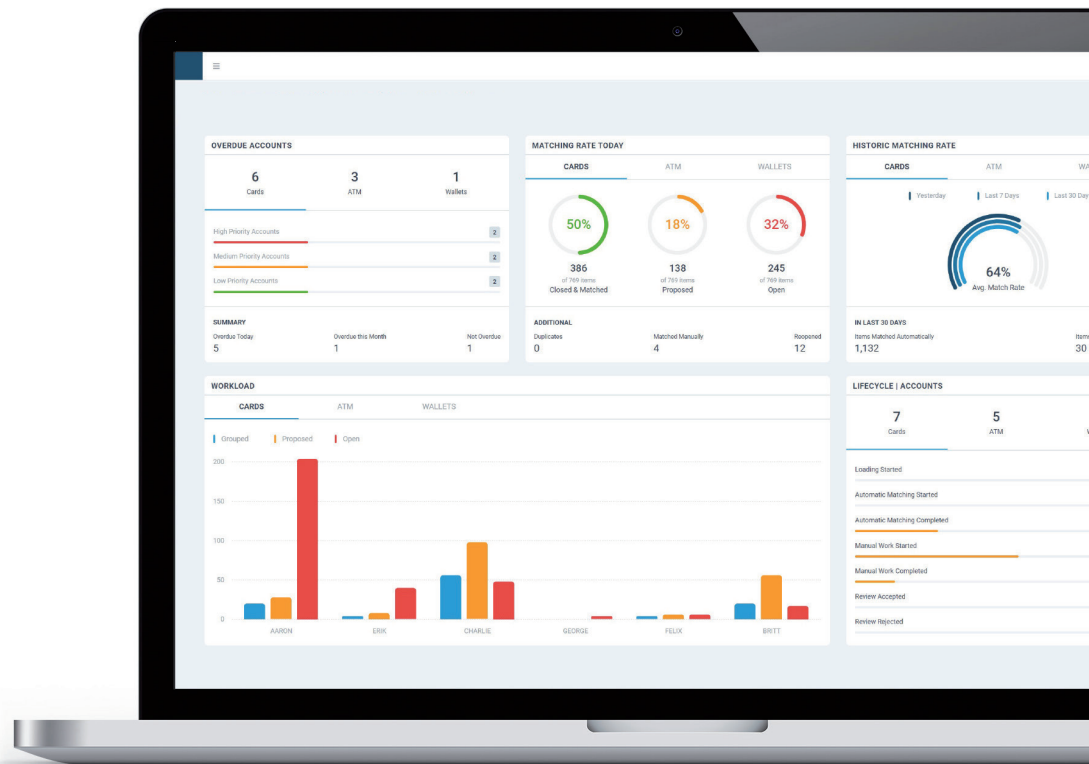 OVERDUE ACCOUNTS
6 3 1
Cards ATM Wallets
High Priority Accounts 2
Medium Priority Accounts 2
Low Priority Accounts 2
SUMMARY
Overdue Today Overdue this Month Not Overdue
5 1 1
MATCHING RATE TODAY
CARDS ATM WALLETS
50% 18% 32%
386 138 245
of 769 items of 769 items of 769 items
Closed & Matched Proposed Open
ADDITIONAL
Duplicates Matched Manually Reopened
0 4 12
HISTORIC MATCHING RATE
CARDS ATM WA
Yesterday Last 7 Days Last 30 Day
64%
Avg. Match Rate
IN LAST 30 DAYS
Items Matched Automatically Items
1,132 30
WORKLOAD
CARDS ATM WALLETS
Grouped Proposed Open
200
150
100
50
0
AARON ERIK CHARLIE GEORGE FELIX BRITT
LIFECYCLE | ACCOUNTS
7 5
Cards ATM W
Loading Started
Automatic Matching Started
Automatic Matching Completed
Manual Work Started
Manual Work Completed
Review Accepted
Review Rejected